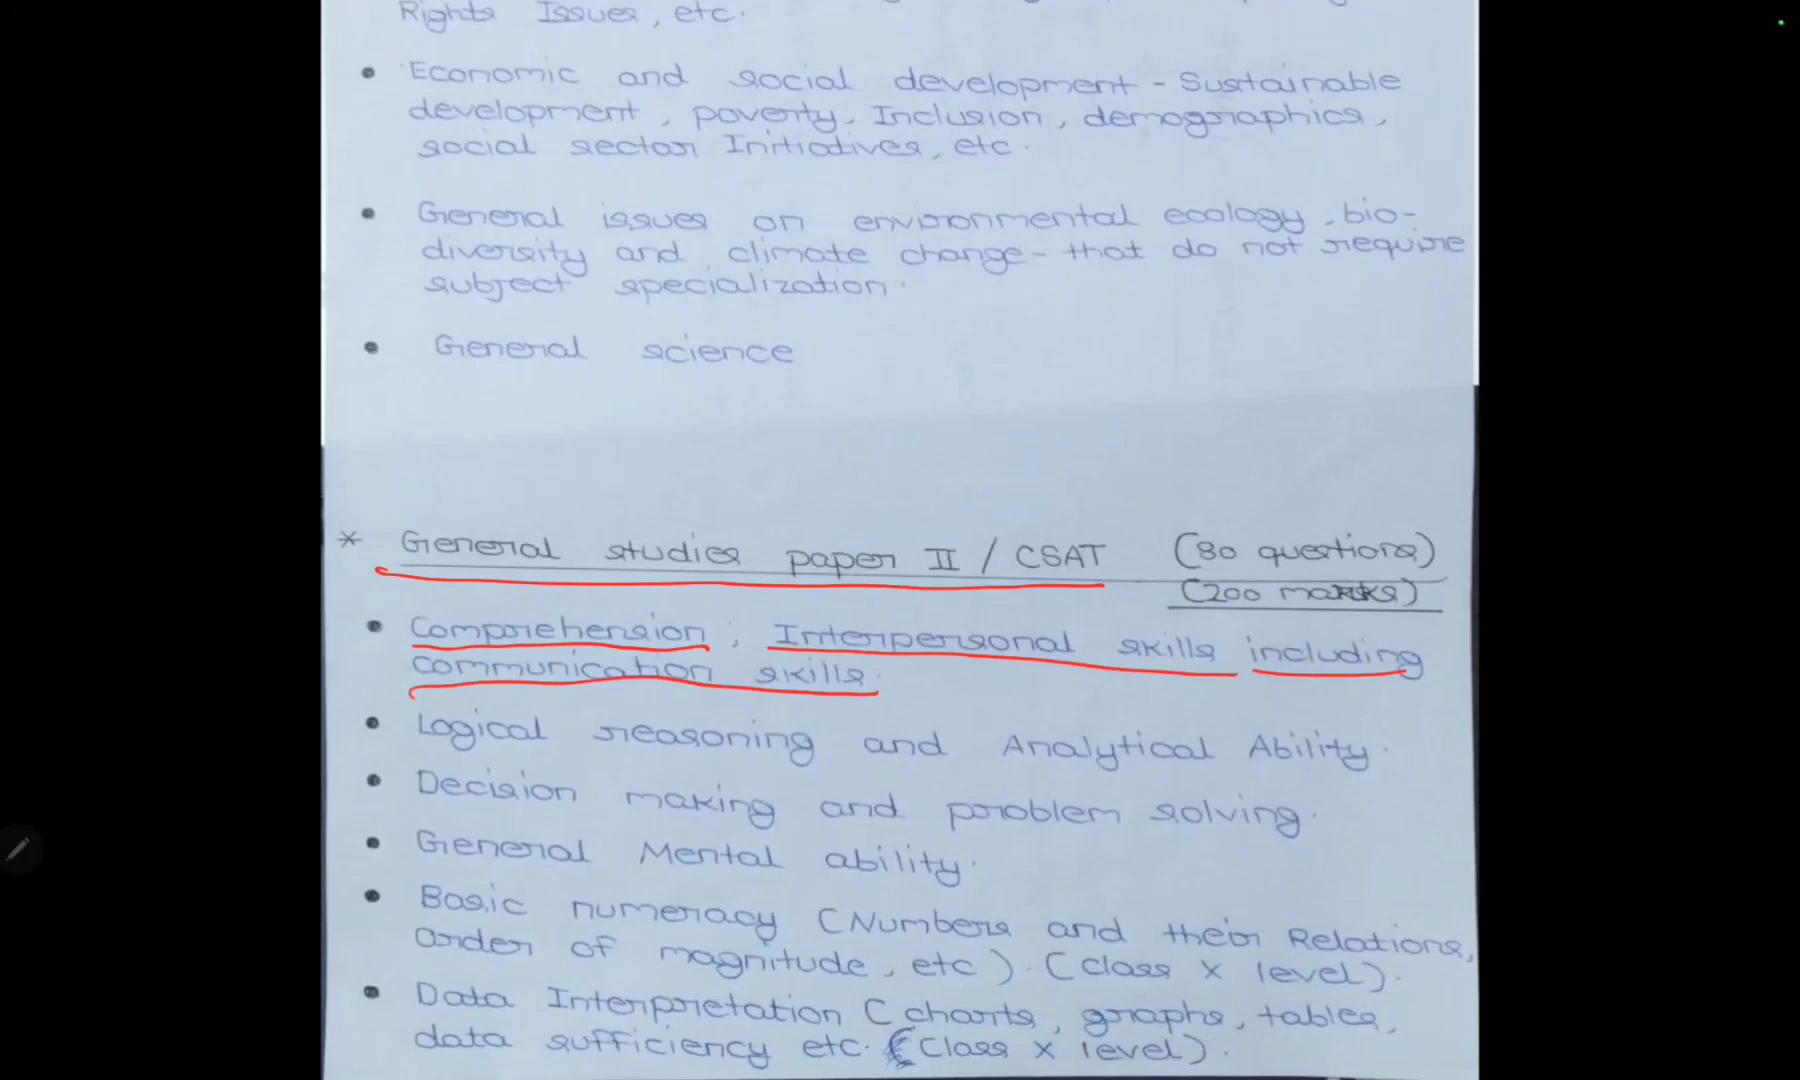 Rights Issues, etc.
• Economic and social development - Sustainable
development, poverty, Inclusion, demographics,
social sector Initiatives, etc.
• General issues on environmental ecology, bio-
diversity and climate change - that do not require
subject specialization.
• General science
* General studies paper II / CSAT (80 questions)
(200 marks)
• Comprehension, Interpersonal skills including
communication skills.
• Logical reasoning and Analytical Ability.
• Decision making and problem solving.
• General Mental ability.
• Basic numeracy (Numbers and their Relations,
order of magnitude, etc). (class X level).
• Data Interpretation (charts, graphs, tables,
data sufficiency etc. (Class X level).